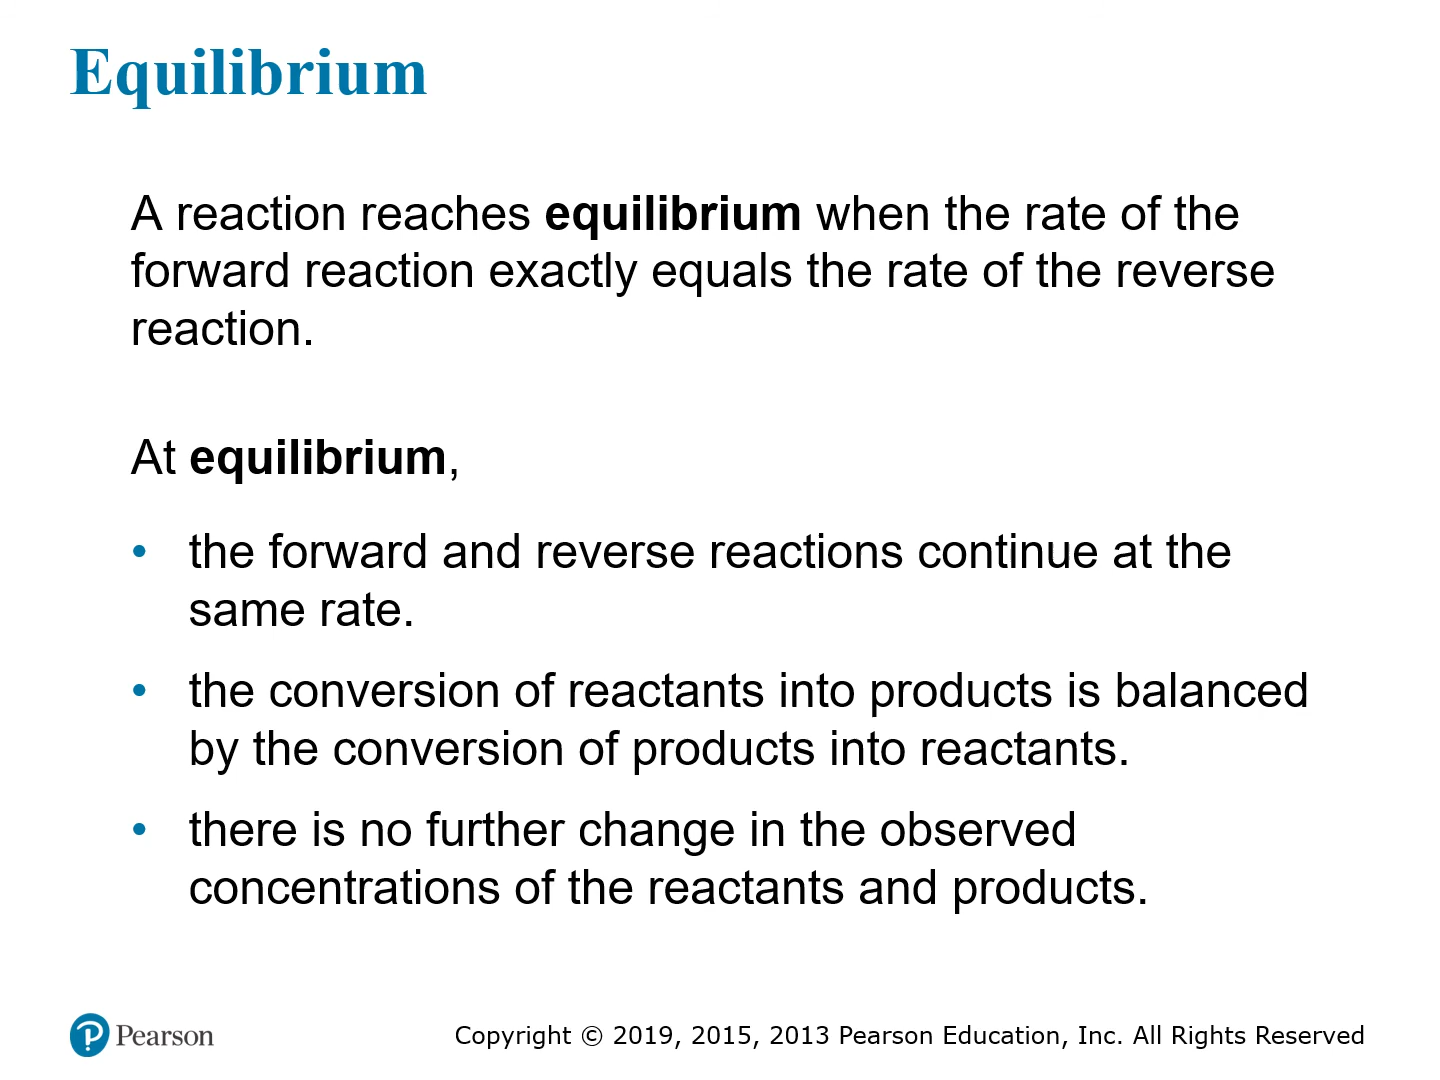 Equilibrium
A reaction reaches equilibrium when the rate of the
forward reaction exactly equals the rate of the reverse
reaction.
At equilibrium,
• the forward and reverse reactions continue at the
same rate.
• the conversion of reactants into products is balanced
by the conversion of products into reactants.
• there is no further change in the observed
concentrations of the reactants and products.
P Pearson
Copyright © 2019, 2015, 2013 Pearson Education, Inc. All Rights Reserved